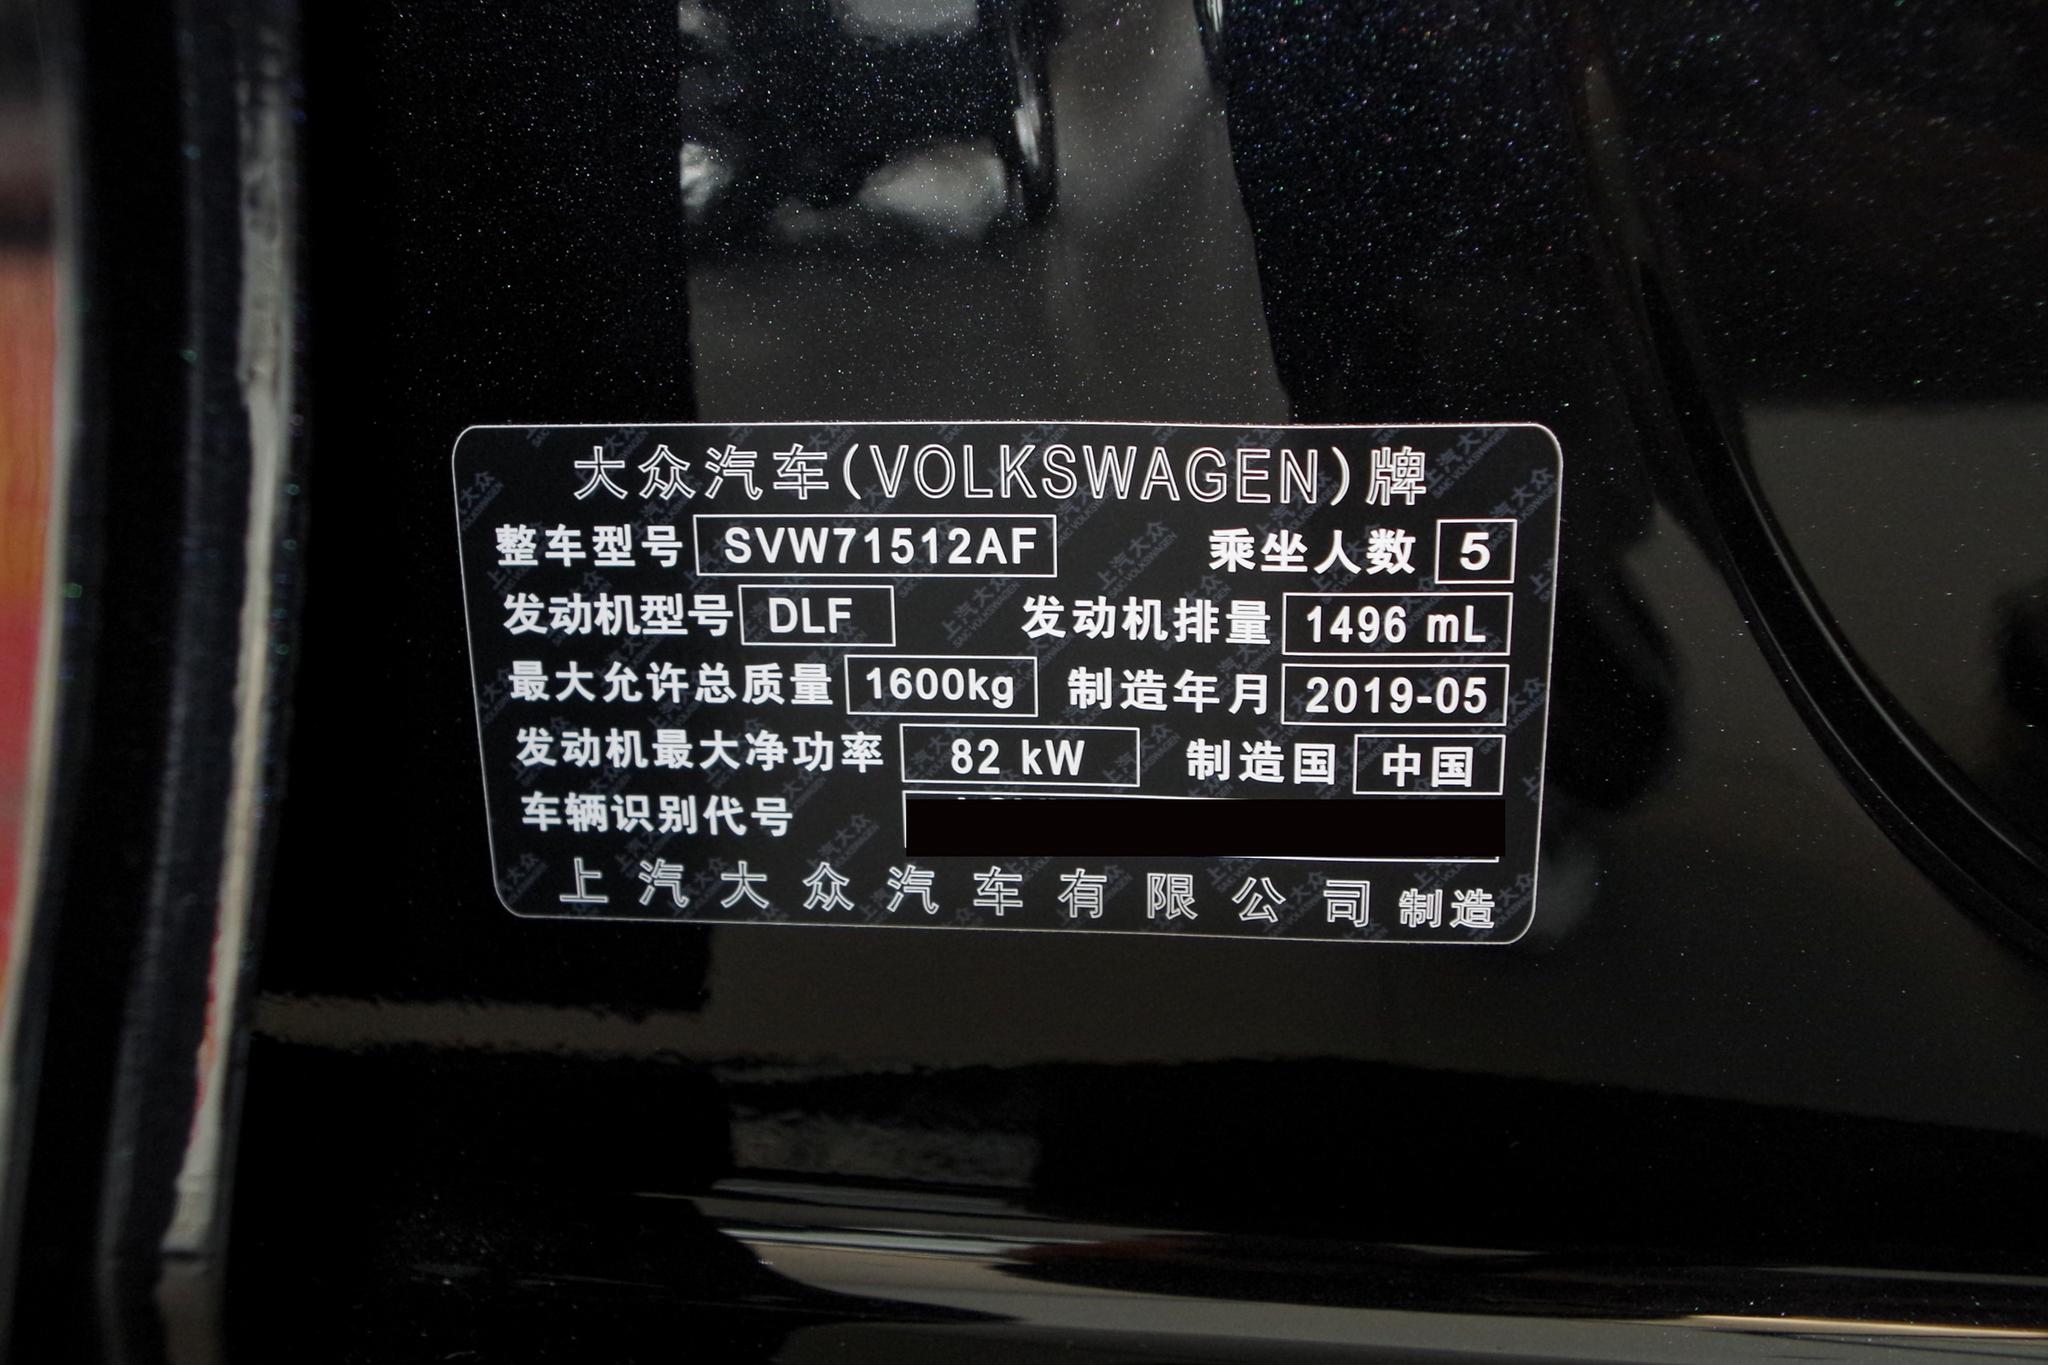 大众汽车(VOLKSWAGEN)牌
整车型号 SVW71512AF 乘坐人数 5
发动机型号 DLF 发动机排量 1496 mL
最大允许总质量 1600kg 制造年月 2019-05
发动机最大净功率 82 kW 制造国 中国
车辆识别代号
上汽大众汽车有限公司 制造